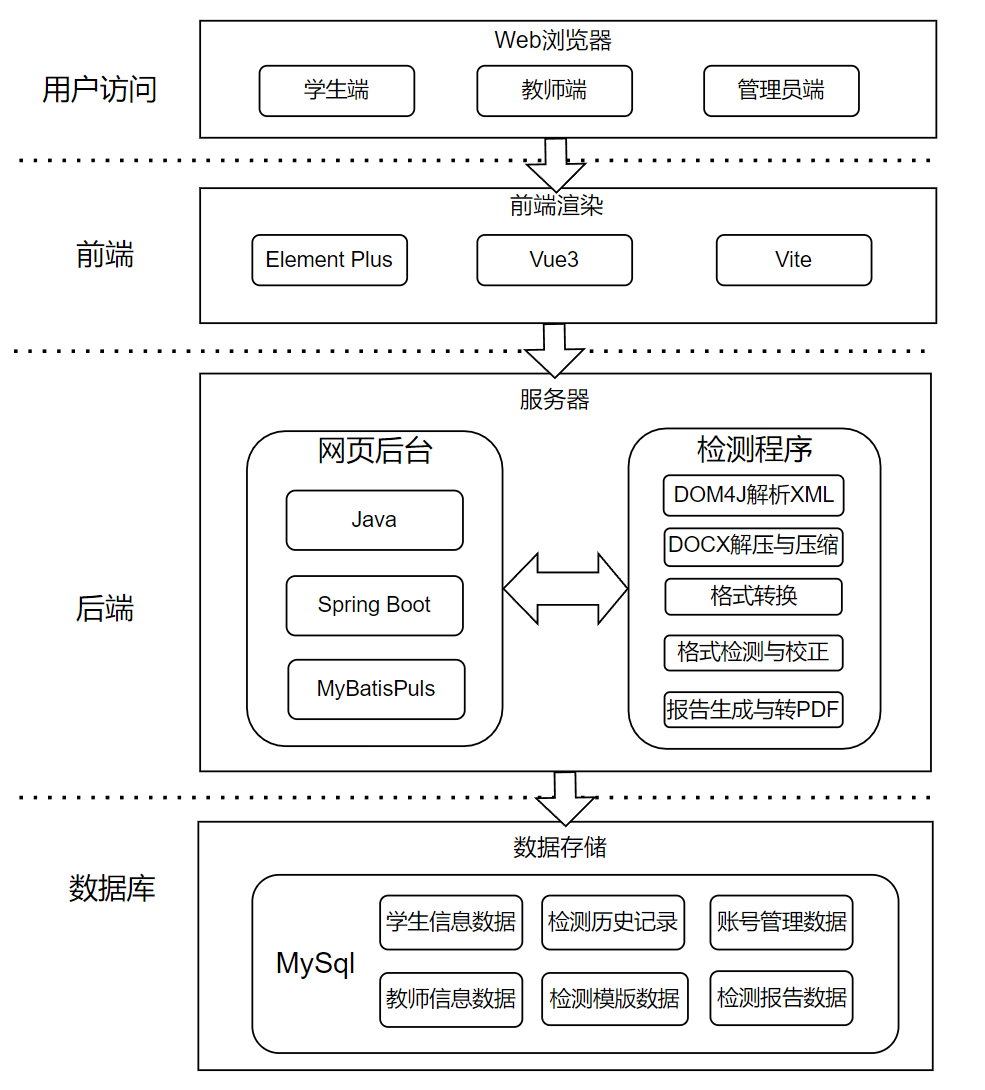 用户访问
Web浏览器
学生端
教师端
管理员端
前端
前端渲染
Element Plus
Vue3
Vite
后端
服务器
网页后台
Java
Spring Boot
MyBatisPuls
检测程序
DOM4J解析XML
DOCX解压与压缩
格式转换
格式检测与校正
报告生成与转PDF
数据库
数据存储
MySql
学生信息数据
检测历史记录
账号管理数据
教师信息数据
检测模版数据
检测报告数据